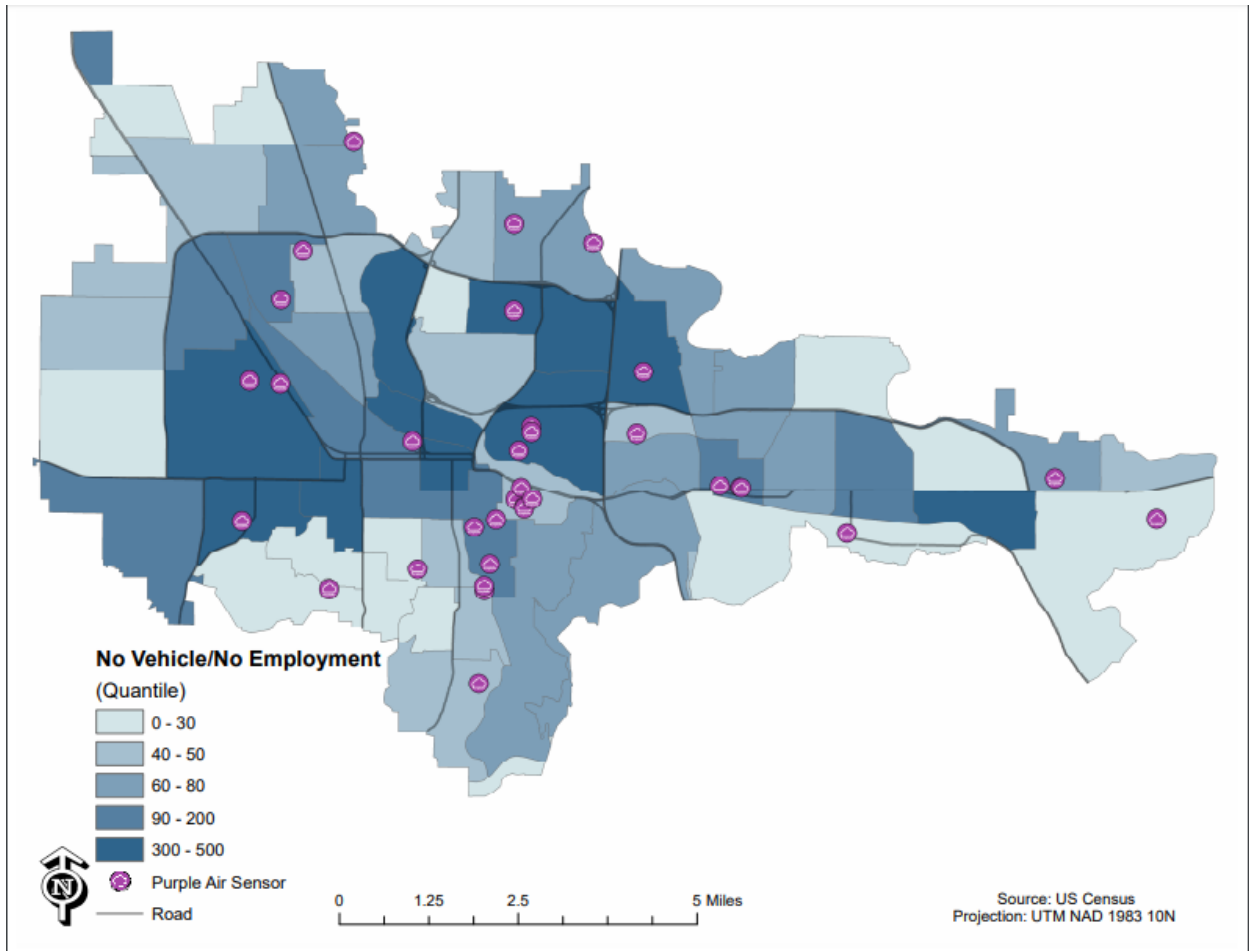 No Vehicle/No Employment
(Quantile)
0 - 30
40 - 50
60 - 80
90 - 200
300 - 500
Purple Air Sensor
Road
N
0 1.25 2.5 5 Miles
Source: US Census
Projection: UTM NAD 1983 10N